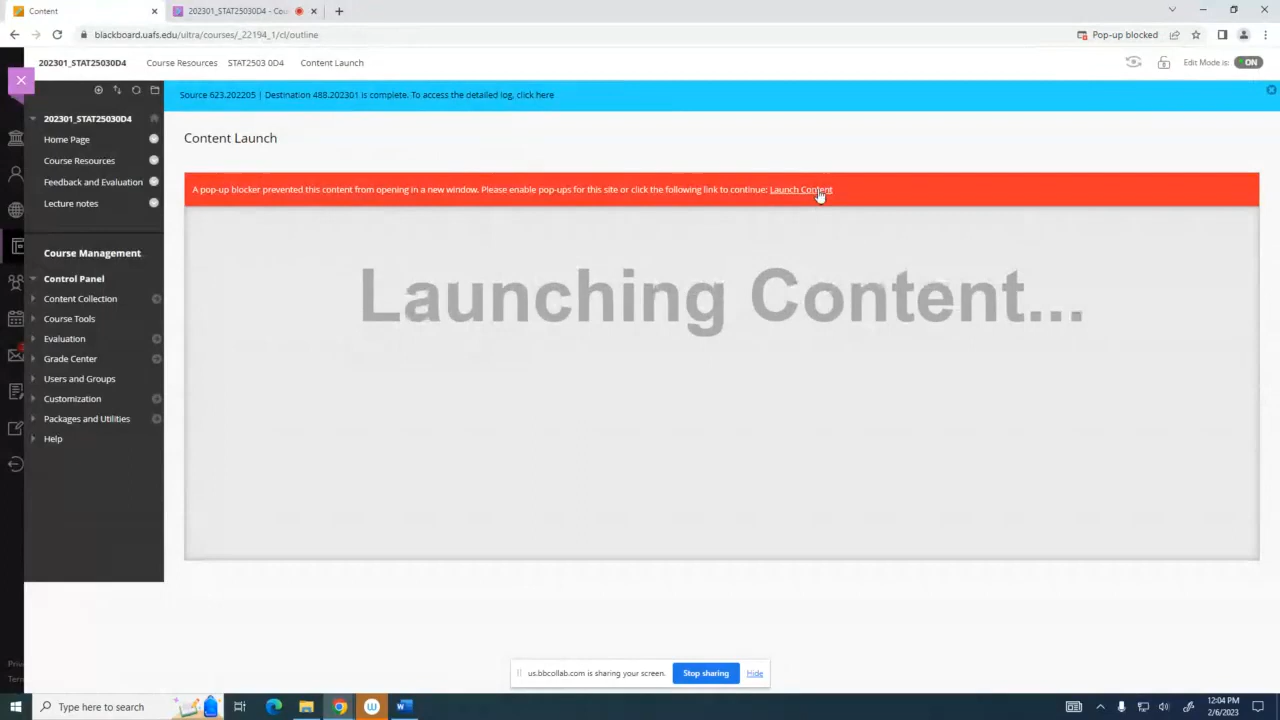 Content
202301_STAT25030D4 - Cou
blackboard.uafs.edu/ultra/courses/_22194_1/cl/outline
Pop-up blocked
202301_STAT25030D4
Course Resources
STAT2503 0D4
Content Launch
Edit Mode is:
ON
Source 623.202205 | Destination 488.202301 is complete. To access the detailed log, click here
202301_STAT25030D4
Home Page
Course Resources
Feedback and Evaluation
Lecture notes
Course Management
Control Panel
Content Collection
Course Tools
Evaluation
Grade Center
Users and Groups
Customization
Packages and Utilities
Help
Content Launch
A pop-up blocker prevented this content from opening in a new window. Please enable pop-ups for this site or click the following link to continue: Launch Content
Launching Content...
us.bbcollab.com is sharing your screen.
Stop sharing
Hide
Type here to search
12:04 PM
2/6/2023